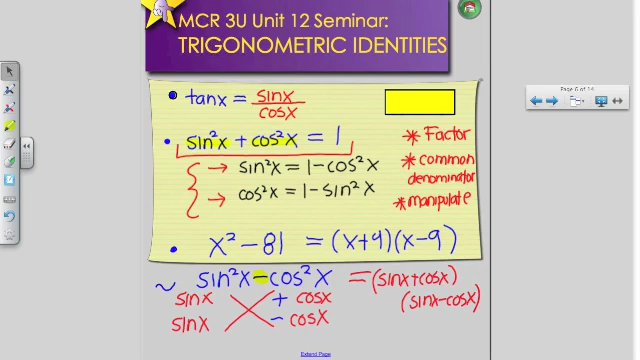 MCR 3U Unit 12 Seminar:
TRIGONOMETRIC IDENTITIES
Page 6 of 14
• tanx = sinx/cosx
• sin²x + cos²x = 1
→ sin²x = 1 - cos²x
→ cos²x = 1 - sin²x
* Factor
* common denominator
* manipulate
• x² - 81 = (x+9)(x-9)
~ sin²x - cos²x = (sinx+cosx)
(sinx-cosx)
sinx + cosx
sinx - cosx
Extend Page